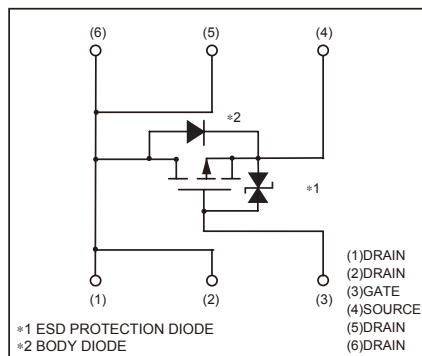 (6) (5) (4)
∗2
∗1
(1) (2) (3)
∗1 ESD PROTECTION DIODE
∗2 BODY DIODE
(1)DRAIN
(2)DRAIN
(3)GATE
(4)SOURCE
(5)DRAIN
(6)DRAIN